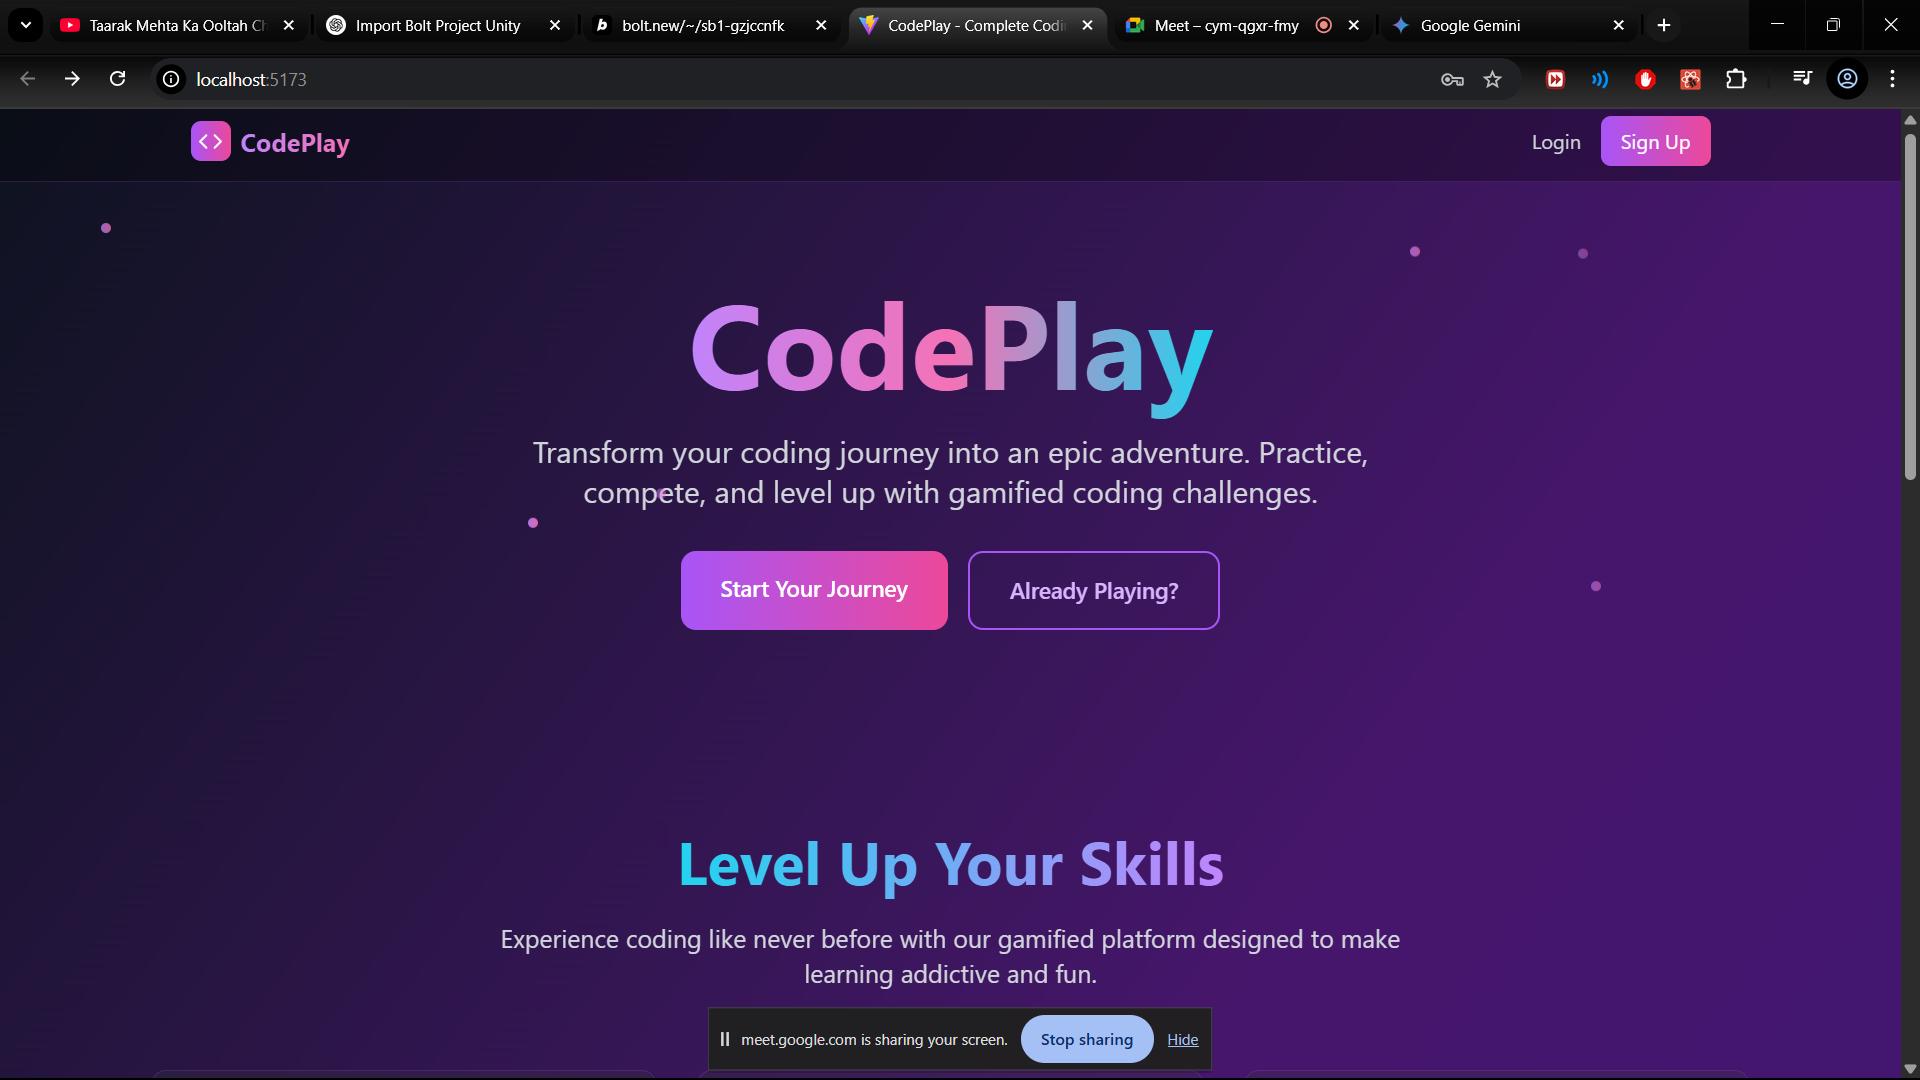 Taarak Mehta Ka Ooltah Ch
Import Bolt Project Unity
bolt.new/~/sb1-gzjccnfk
CodePlay - Complete Codi
Meet – cym-qgxr-fmy
Google Gemini
localhost:5173
CodePlay
Login
Sign Up
CodePlay
Transform your coding journey into an epic adventure. Practice,
compete, and level up with gamified coding challenges.
Start Your Journey
Already Playing?
Level Up Your Skills
Experience coding like never before with our gamified platform designed to make
learning addictive and fun.
meet.google.com is sharing your screen.
Stop sharing
Hide